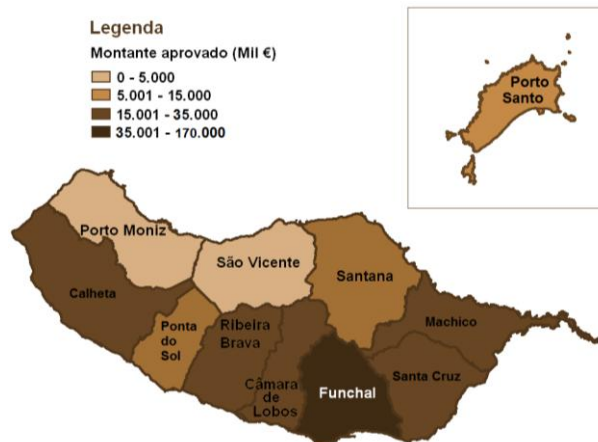 Legenda
Montante aprovado (Mil €)
0 - 5.000
5.001 - 15.000
15.001 - 35.000
35.001 - 170.000
Porto
Santo
Porto Moniz
São Vicente
Santana
Calheta
Ponta
do
Sol
Ribeira
Brava
Machico
Câmara
de
Lobos
Funchal
Santa Cruz